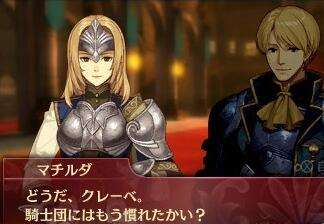 マチルダ
どうだ、クレーベ。
騎士団にはもう慣れたかい？